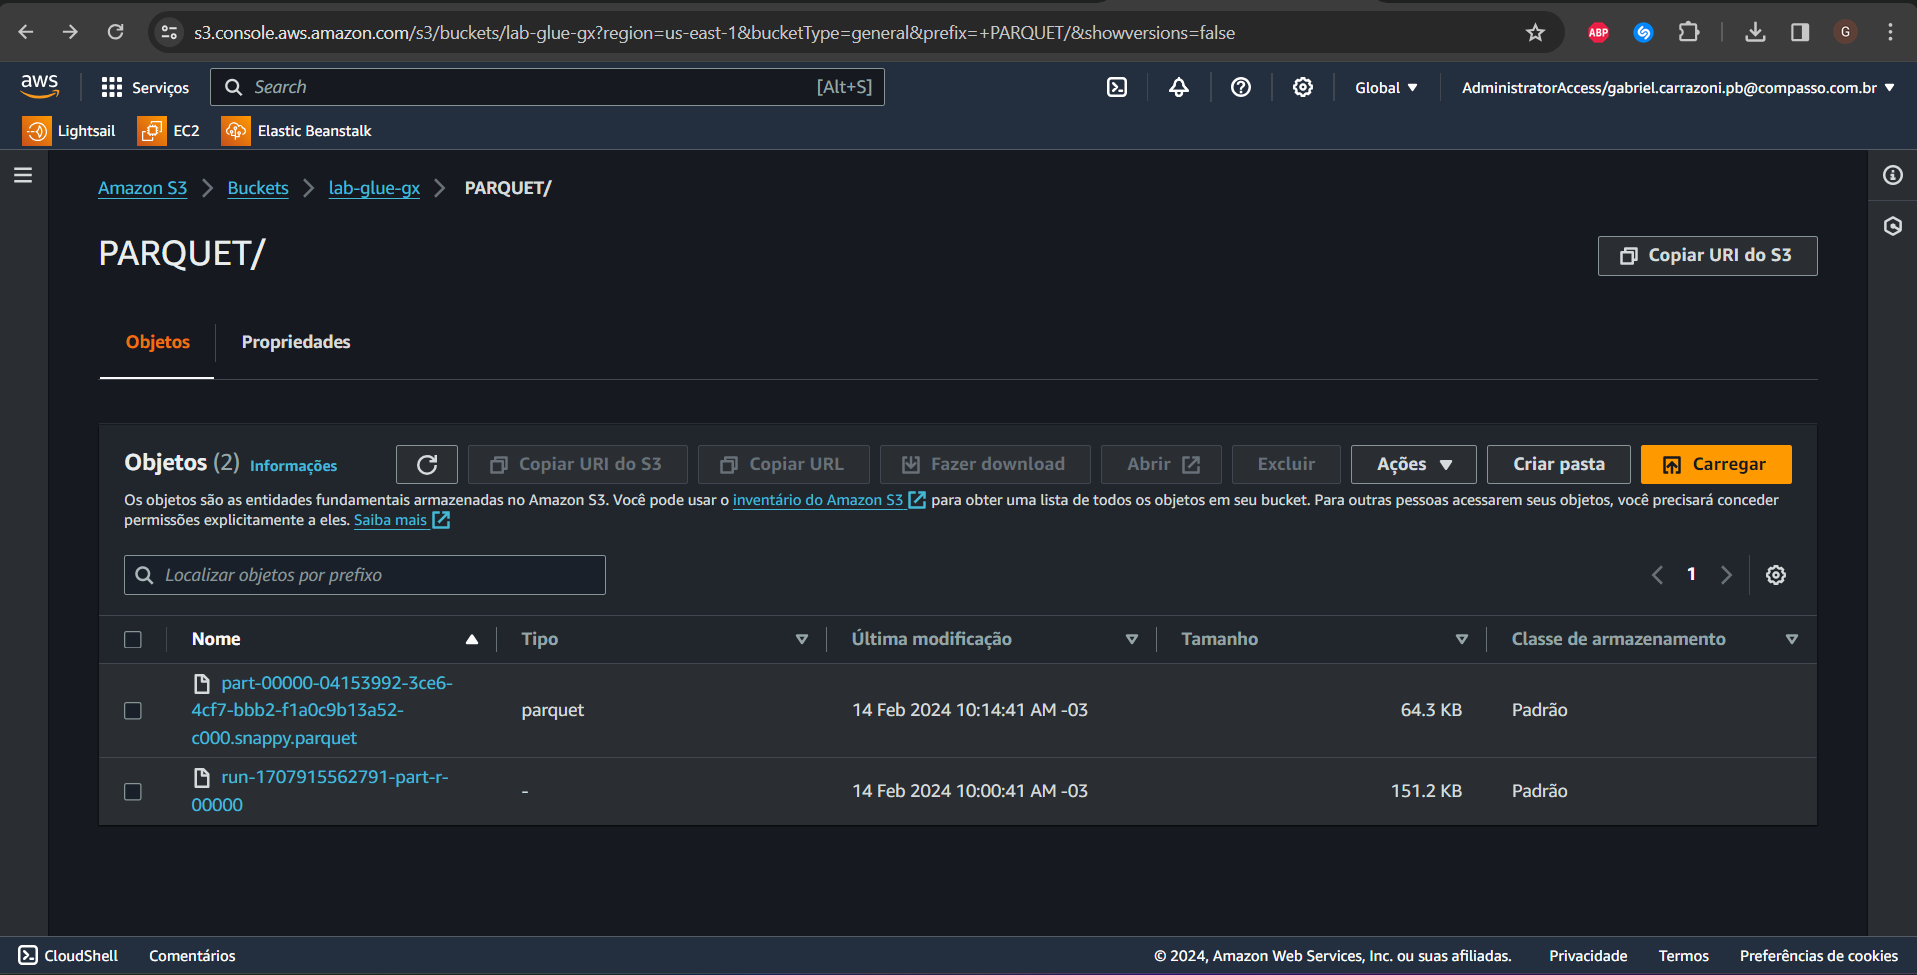 s3.console.aws.amazon.com/s3/buckets/lab-glue-gx?region=us-east-1&bucketType=general&prefix=+PARQUET/&showversions=false
ABP
G
aws
Serviços
Search
[Alt+S]
Global
AdministratorAccess/gabriel.carrazoni.pb@compasso.com.br
Lightsail
EC2
Elastic Beanstalk
Amazon S3
Buckets
lab-glue-gx
PARQUET/
PARQUET/
Copiar URI do S3
Objetos
Propriedades
Objetos (2)
Informações
Copiar URI do S3
Copiar URL
Fazer download
Abrir
Excluir
Ações
Criar pasta
Carregar
Os objetos são as entidades fundamentais armazenadas no Amazon S3. Você pode usar o inventário do Amazon S3 para obter uma lista de todos os objetos em seu bucket. Para outras pessoas acessarem seus objetos, você precisará conceder
permissões explicitamente a eles. Saiba mais
Localizar objetos por prefixo
1
Nome
Tipo
Última modificação
Tamanho
Classe de armazenamento
part-00000-04153992-3ce6-
4cf7-bbb2-f1a0c9b13a52-
c000.snappy.parquet
parquet
14 Feb 2024 10:14:41 AM -03
64.3 KB
Padrão
run-1707915562791-part-r-
00000
-
14 Feb 2024 10:00:41 AM -03
151.2 KB
Padrão
CloudShell
Comentários
© 2024, Amazon Web Services, Inc. ou suas afiliadas.
Privacidade
Termos
Preferências de cookies